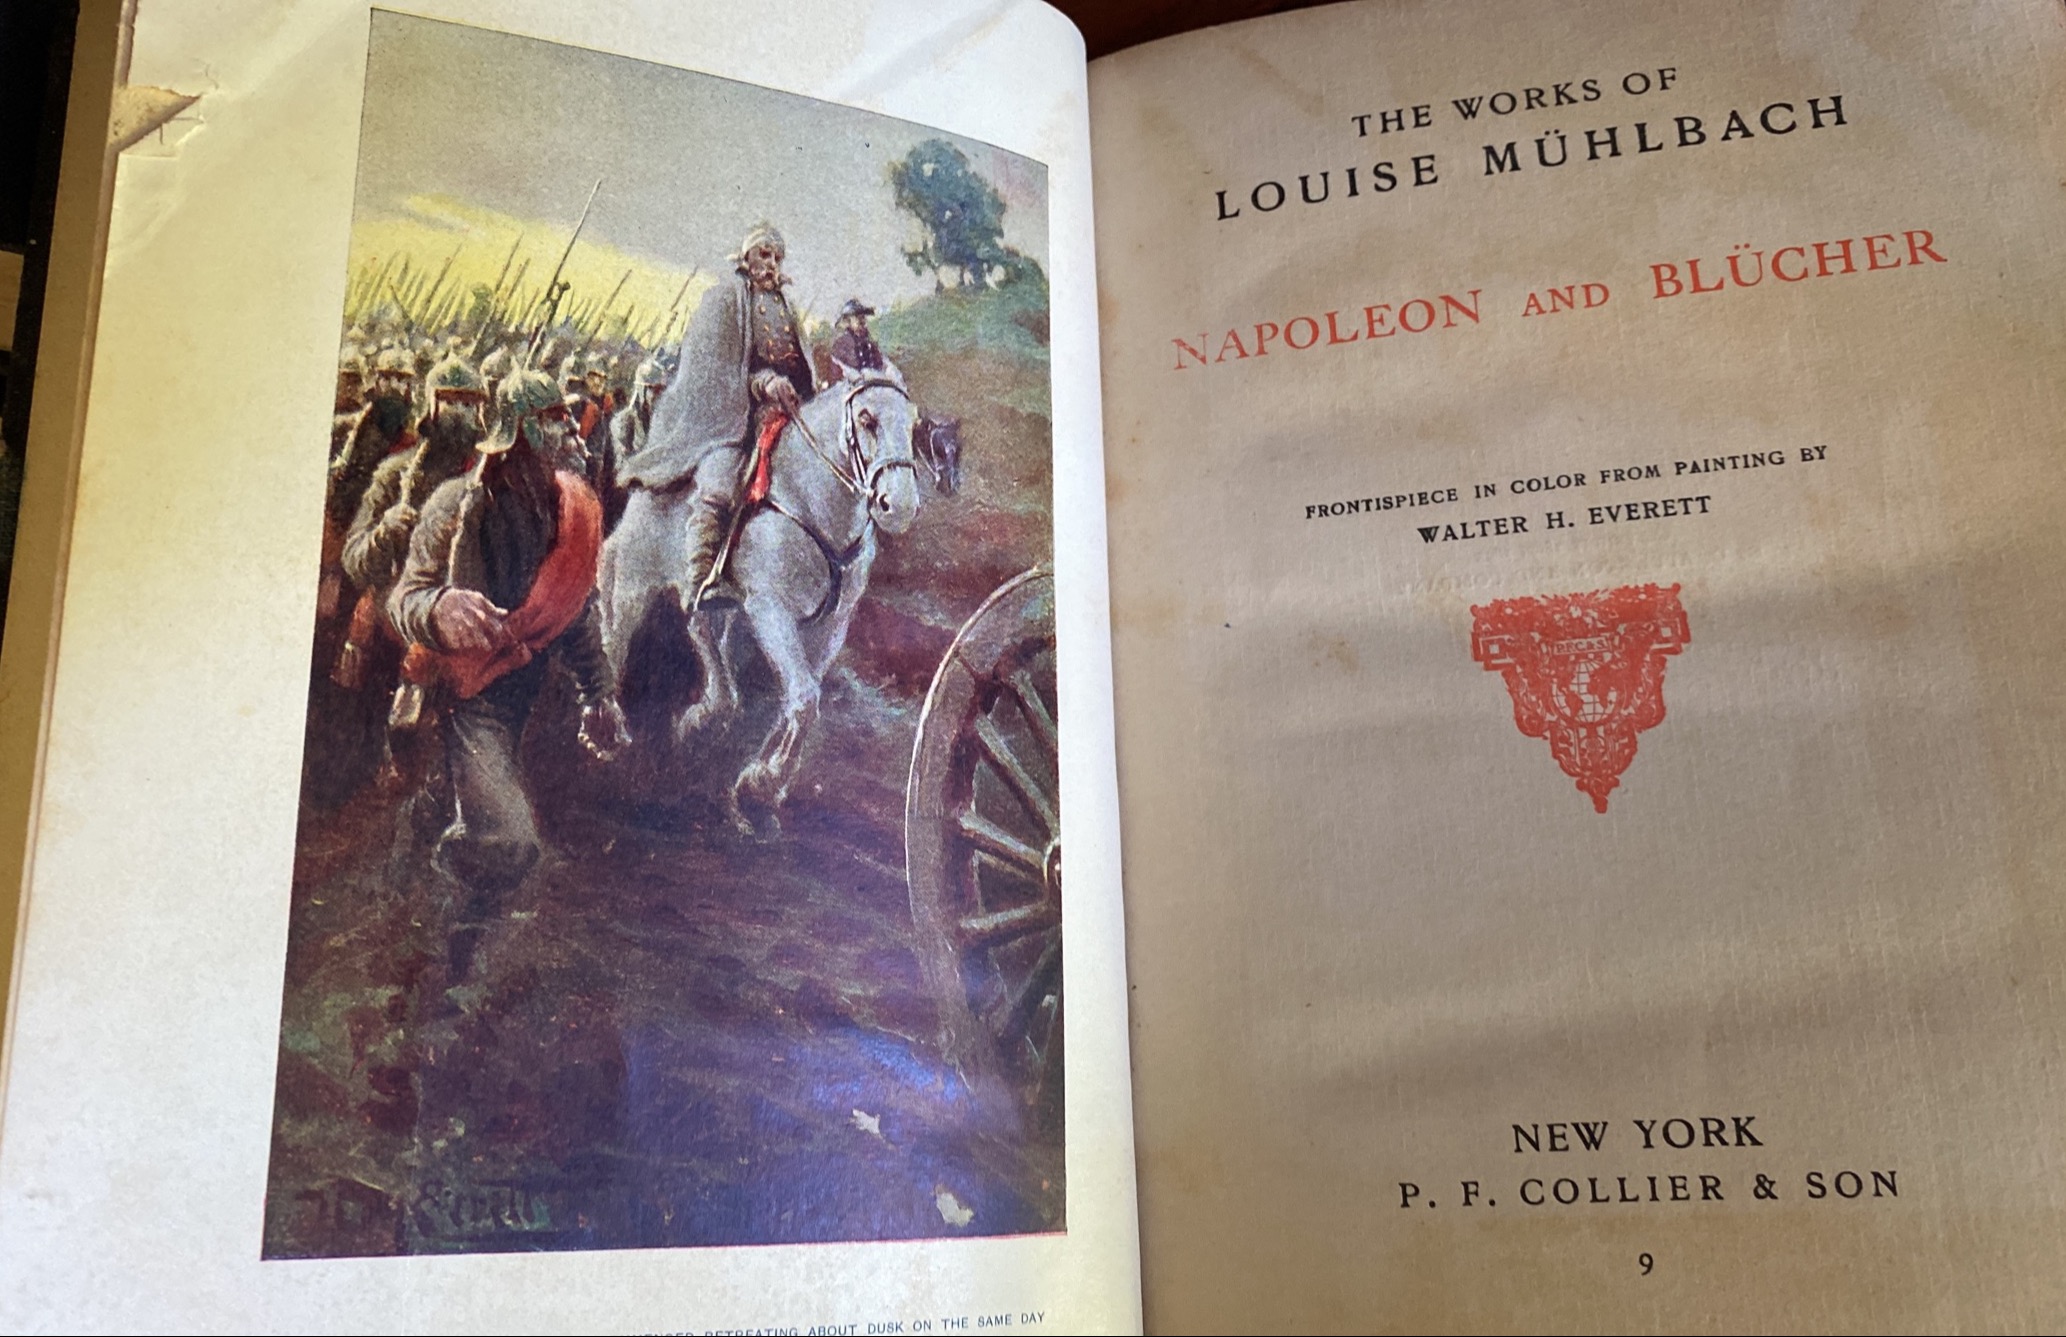 Everett
RETREATING ABOUT DUSK ON THE SAME DAY
THE WORKS OF
LOUISE MÜHLBACH
NAPOLEON AND BLÜCHER
FRONTISPIECE IN COLOR FROM PAINTING BY
WALTER H. EVERETT
P.F.C.&S.
NEW YORK
P. F. COLLIER & SON
9